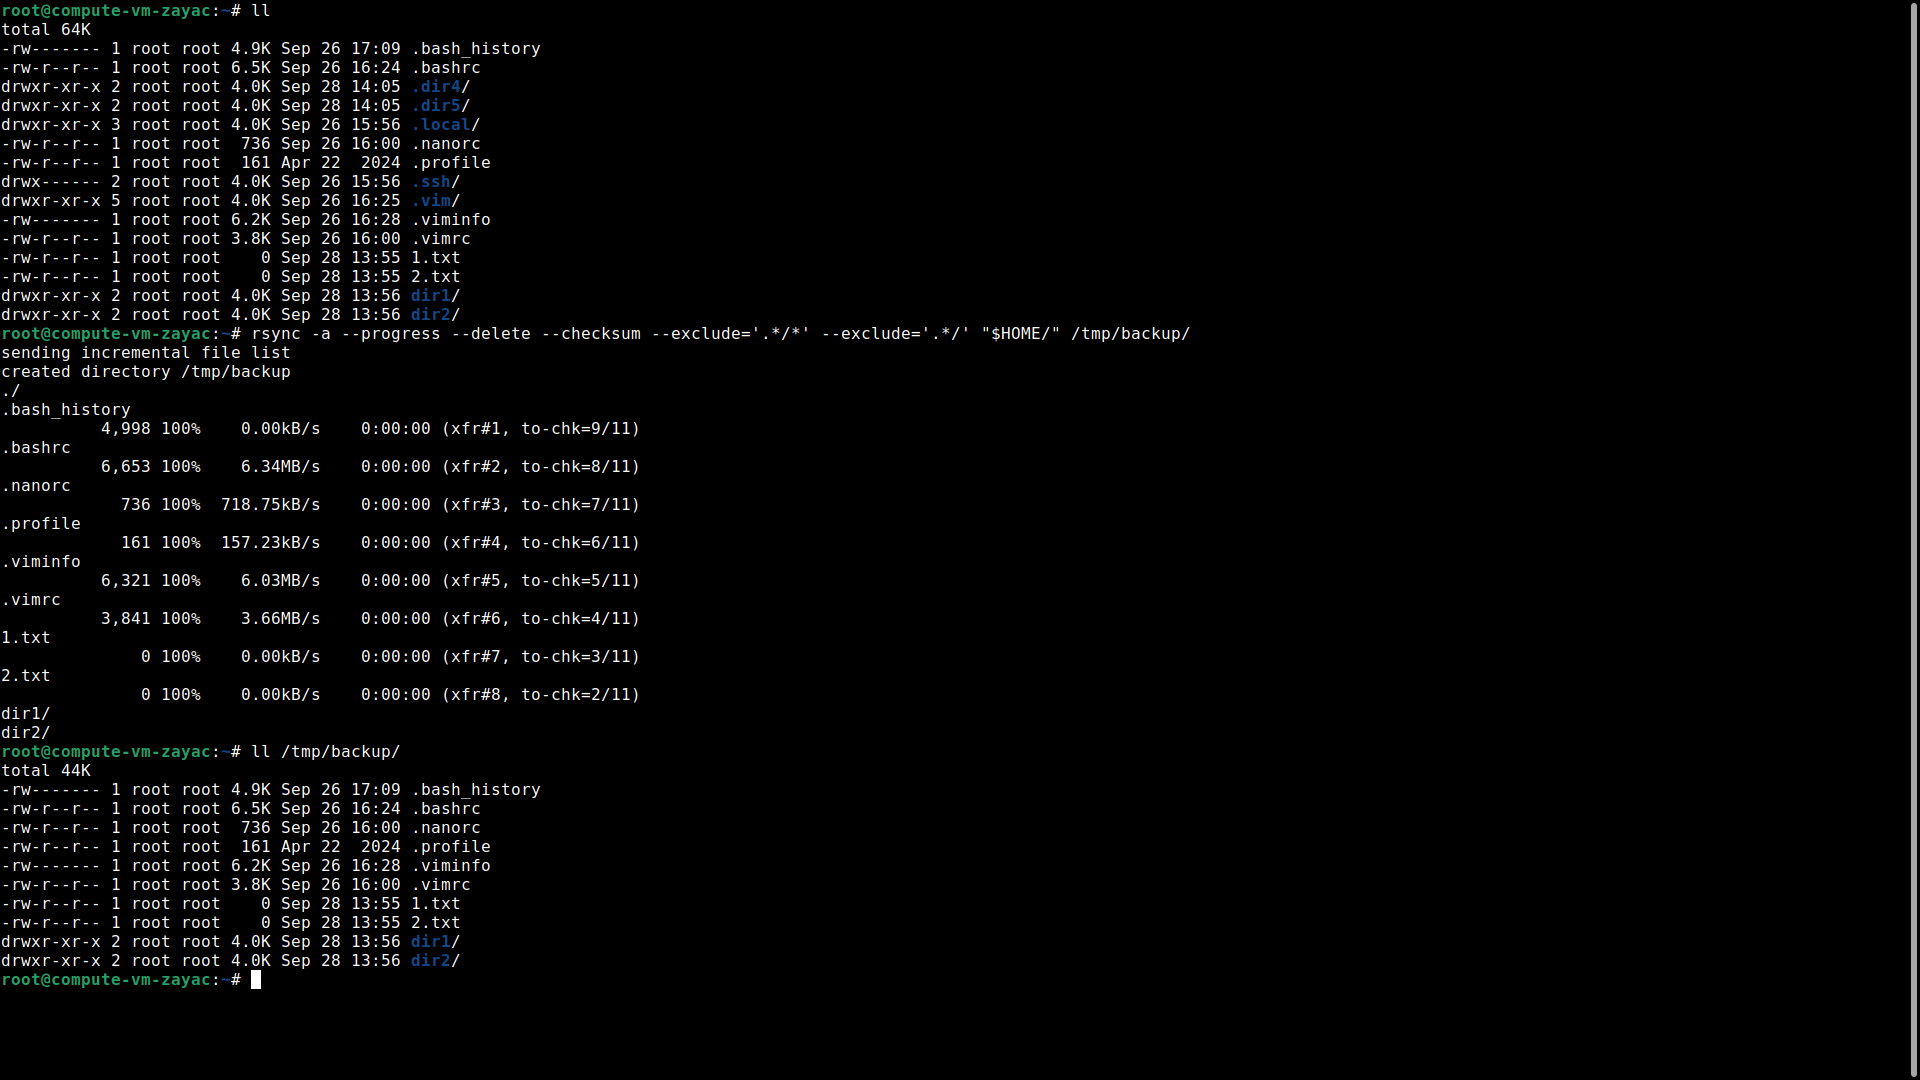 root@compute-vm-zayac:~# ll
total 64K
-rw------- 1 root root 4.9K Sep 26 17:09 .bash_history
-rw-r--r-- 1 root root 6.5K Sep 26 16:24 .bashrc
drwxr-xr-x 2 root root 4.0K Sep 28 14:05 .dir4/
drwxr-xr-x 2 root root 4.0K Sep 28 14:05 .dir5/
drwxr-xr-x 3 root root 4.0K Sep 26 15:56 .local/
-rw-r--r-- 1 root root  736 Sep 26 16:00 .nanorc
-rw-r--r-- 1 root root  161 Apr 22  2024 .profile
drwx------ 2 root root 4.0K Sep 26 15:56 .ssh/
drwxr-xr-x 5 root root 4.0K Sep 26 16:25 .vim/
-rw------- 1 root root 6.2K Sep 26 16:28 .viminfo
-rw-r--r-- 1 root root 3.8K Sep 26 16:00 .vimrc
-rw-r--r-- 1 root root    0 Sep 28 13:55 1.txt
-rw-r--r-- 1 root root    0 Sep 28 13:55 2.txt
drwxr-xr-x 2 root root 4.0K Sep 28 13:56 dir1/
drwxr-xr-x 2 root root 4.0K Sep 28 13:56 dir2/
root@compute-vm-zayac:~# rsync -a --progress --delete --checksum --exclude='.*/*' --exclude='.*/' "$HOME/" /tmp/backup/
sending incremental file list
created directory /tmp/backup
./
.bash_history
          4,998 100%    0.00kB/s    0:00:00 (xfr#1, to-chk=9/11)
.bashrc
          6,653 100%    6.34MB/s    0:00:00 (xfr#2, to-chk=8/11)
.nanorc
            736 100%  718.75kB/s    0:00:00 (xfr#3, to-chk=7/11)
.profile
            161 100%  157.23kB/s    0:00:00 (xfr#4, to-chk=6/11)
.viminfo
          6,321 100%    6.03MB/s    0:00:00 (xfr#5, to-chk=5/11)
.vimrc
          3,841 100%    3.66MB/s    0:00:00 (xfr#6, to-chk=4/11)
1.txt
              0 100%    0.00kB/s    0:00:00 (xfr#7, to-chk=3/11)
2.txt
              0 100%    0.00kB/s    0:00:00 (xfr#8, to-chk=2/11)
dir1/
dir2/
root@compute-vm-zayac:~# ll /tmp/backup/
total 44K
-rw------- 1 root root 4.9K Sep 26 17:09 .bash_history
-rw-r--r-- 1 root root 6.5K Sep 26 16:24 .bashrc
-rw-r--r-- 1 root root  736 Sep 26 16:00 .nanorc
-rw-r--r-- 1 root root  161 Apr 22  2024 .profile
-rw------- 1 root root 6.2K Sep 26 16:28 .viminfo
-rw-r--r-- 1 root root 3.8K Sep 26 16:00 .vimrc
-rw-r--r-- 1 root root    0 Sep 28 13:55 1.txt
-rw-r--r-- 1 root root    0 Sep 28 13:55 2.txt
drwxr-xr-x 2 root root 4.0K Sep 28 13:56 dir1/
drwxr-xr-x 2 root root 4.0K Sep 28 13:56 dir2/
root@compute-vm-zayac:~#